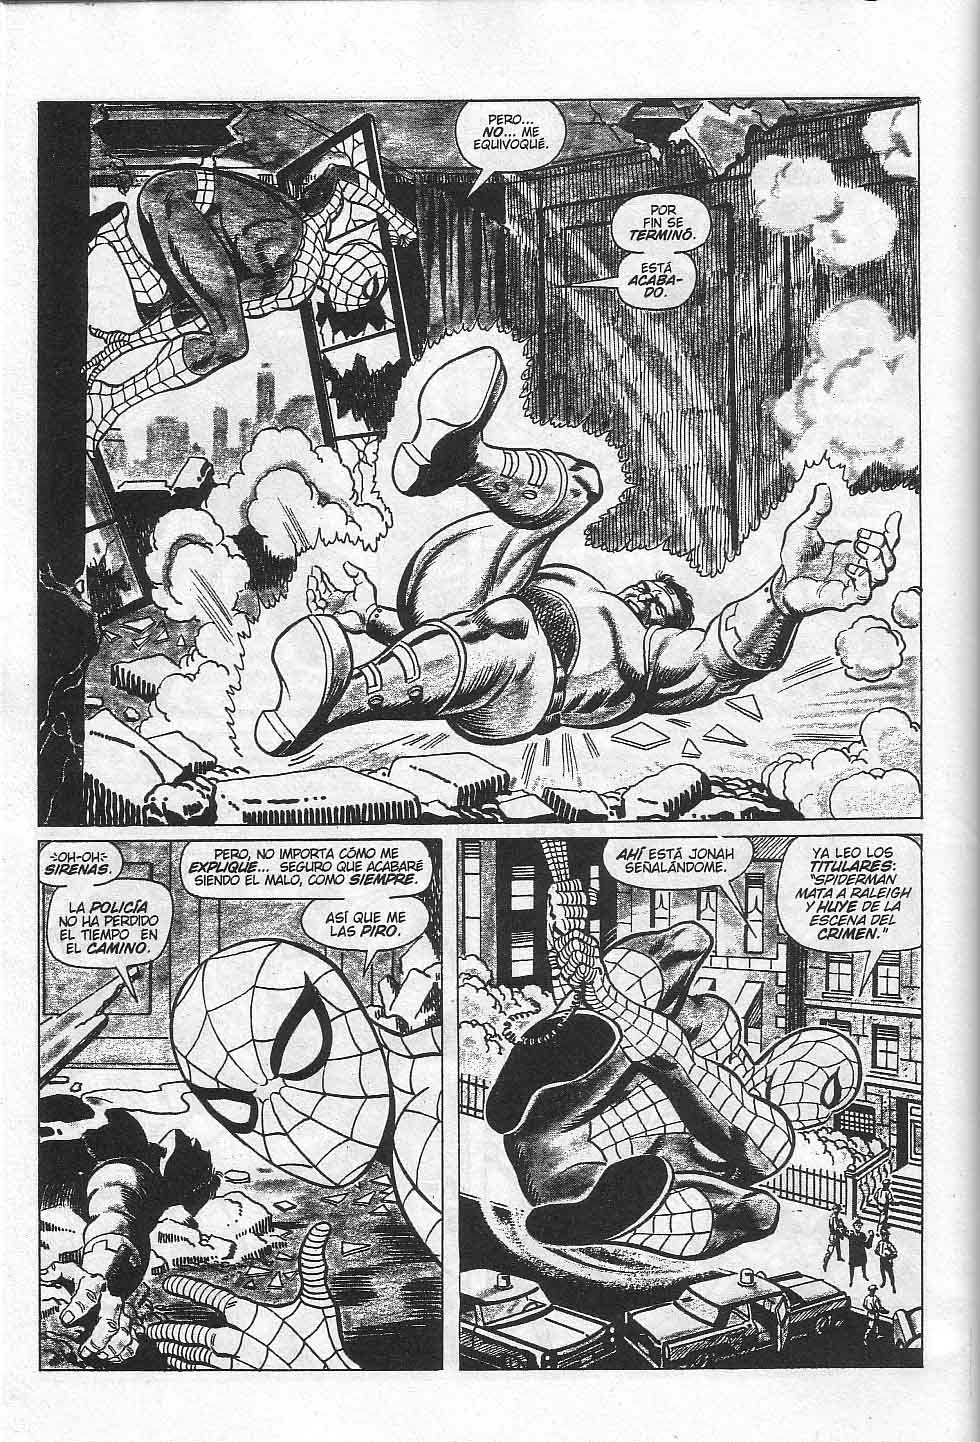 PERO...
NO... ME
EQUIVOQUÉ.
POR
FIN SE
TERMINÓ.
ESTÁ
ACABA-
DO.
-OH-OH-
SIRENAS.
LA POLICÍA
NO HA PERDIDO
EL TIEMPO EN
EL CAMINO.
PERO, NO IMPORTA CÓMO ME
EXPLIQUE... SEGURO QUE ACABARÉ
SIENDO EL MALO, COMO SIEMPRE.
ASÍ QUE ME
LAS PIRO.
AHÍ ESTÁ JONAH
SEÑALÁNDOME.
YA LEO LOS
TITULARES:
"SPIDERMAN
MATA A RALEIGH
Y HUYE DE LA
ESCENA DEL
CRIMEN."